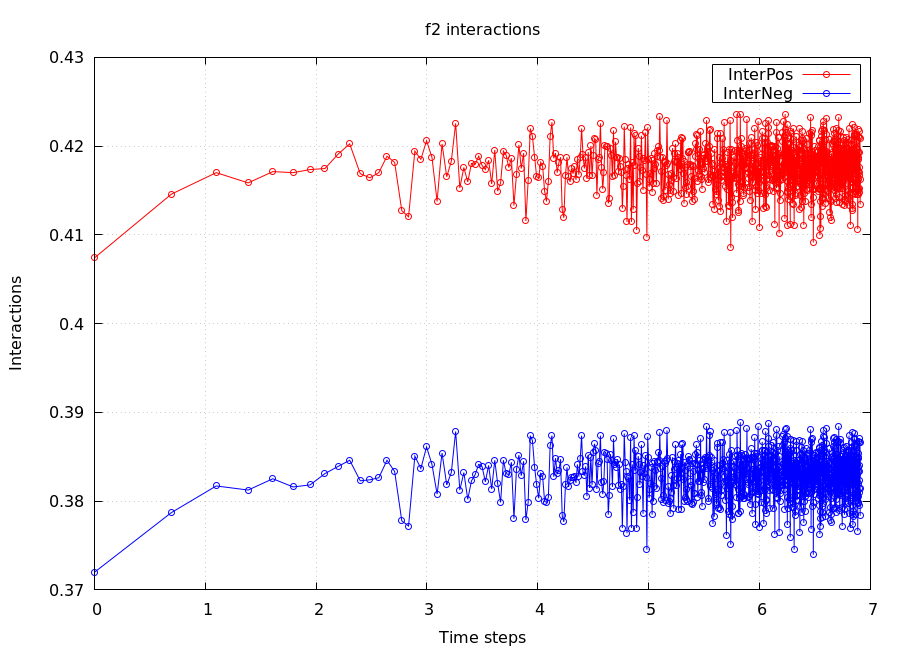 f2 interactions
InterPos
InterNeg
0.43
0.42
0.41
0.4
0.39
0.38
0.37
Interactions
0 1 2 3 4 5 6 7
Time steps